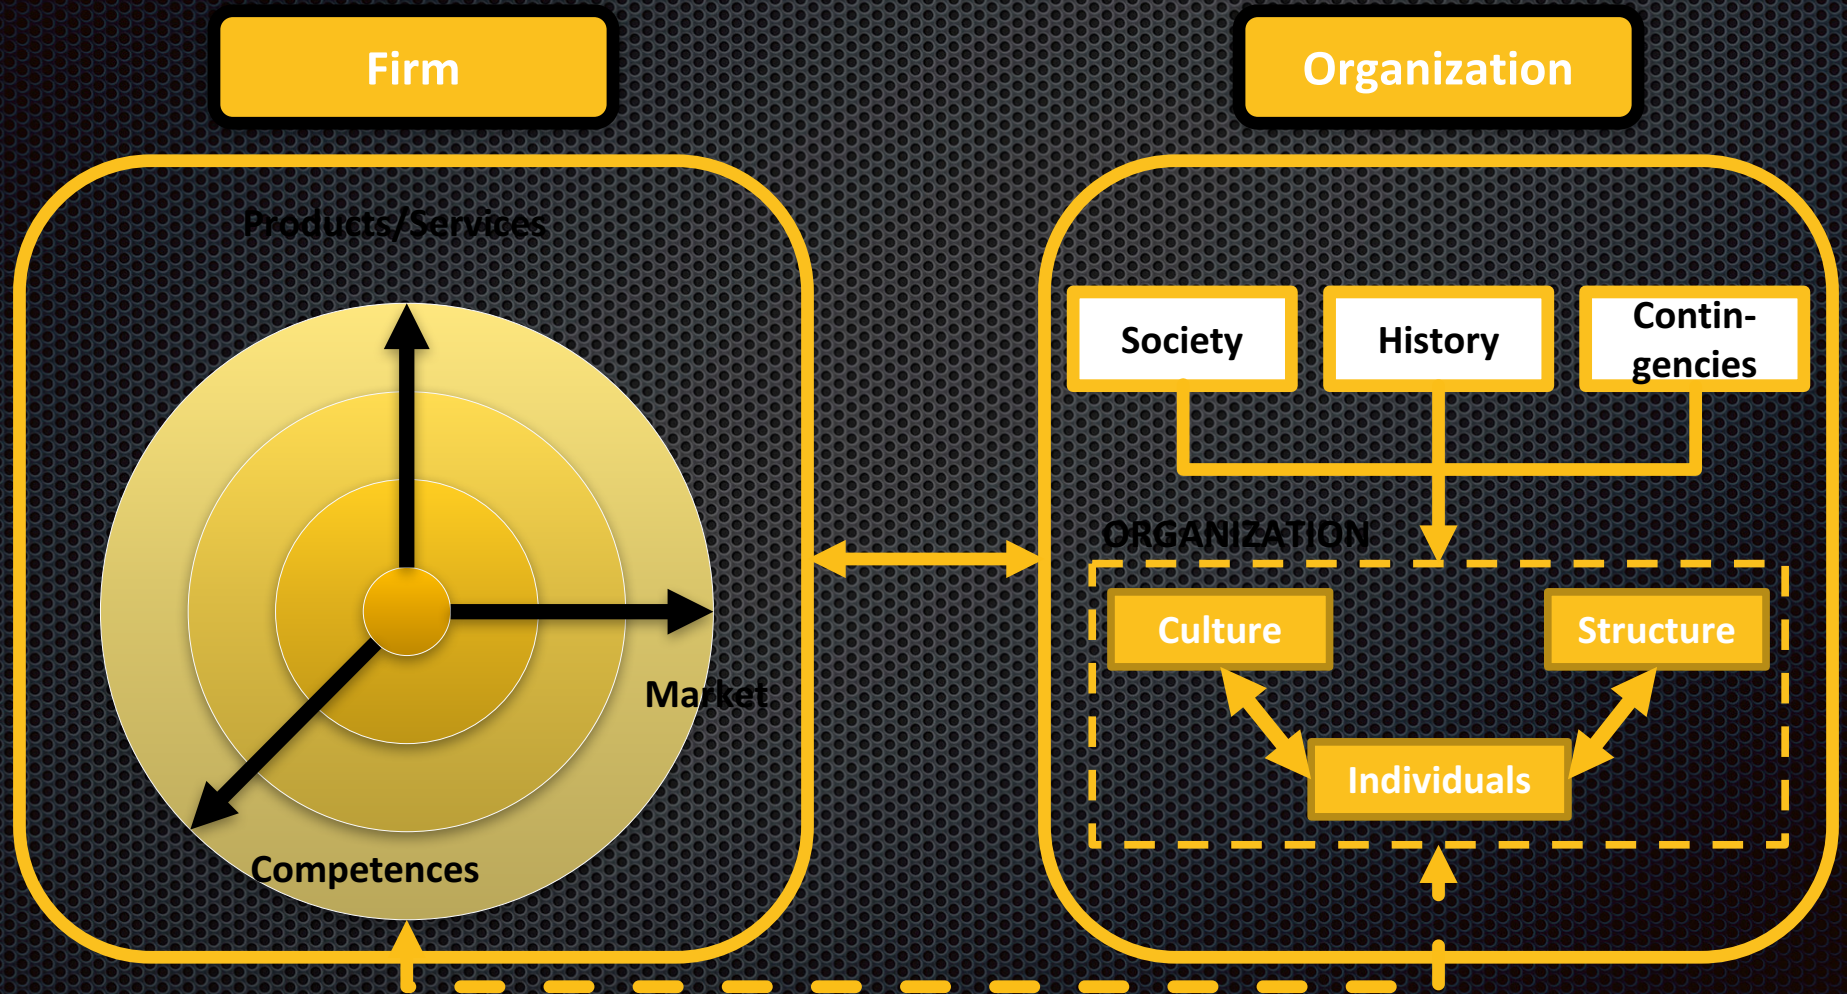 Firm
Organization
Products/Services
Market
Competences
Society
History
Contin-
gencies
ORGANIZATION
Culture
Structure
Individuals